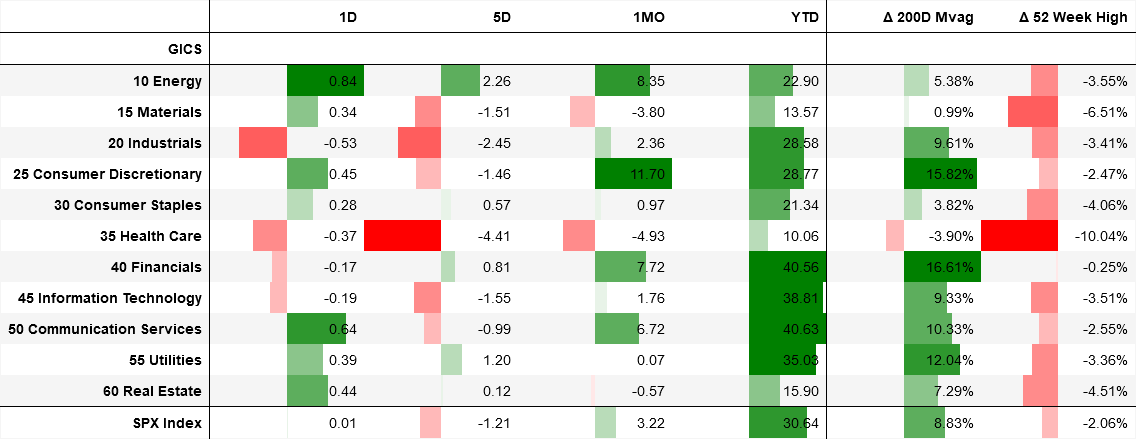 1D 5D 1MO YTD Δ 200D Mvag Δ 52 Week High
GICS
10 Energy 0.84 2.26 8.35 22.90 5.38% -3.55%
15 Materials 0.34 -1.51 -3.80 13.57 0.99% -6.51%
20 Industrials -0.53 -2.45 2.36 28.58 9.61% -3.41%
25 Consumer Discretionary 0.45 -1.46 11.70 28.77 15.82% -2.47%
30 Consumer Staples 0.28 0.57 0.97 21.34 3.82% -4.06%
35 Health Care -0.37 -4.41 -4.93 10.06 -3.90% -10.04%
40 Financials -0.17 0.81 7.72 40.56 16.61% -0.25%
45 Information Technology -0.19 -1.55 1.76 38.81 9.33% -3.51%
50 Communication Services 0.64 -0.99 6.72 40.63 10.33% -2.55%
55 Utilities 0.39 1.20 0.07 35.03 12.04% -3.36%
60 Real Estate 0.44 0.12 -0.57 15.90 7.29% -4.51%
SPX Index 0.01 -1.21 3.22 30.64 8.83% -2.06%